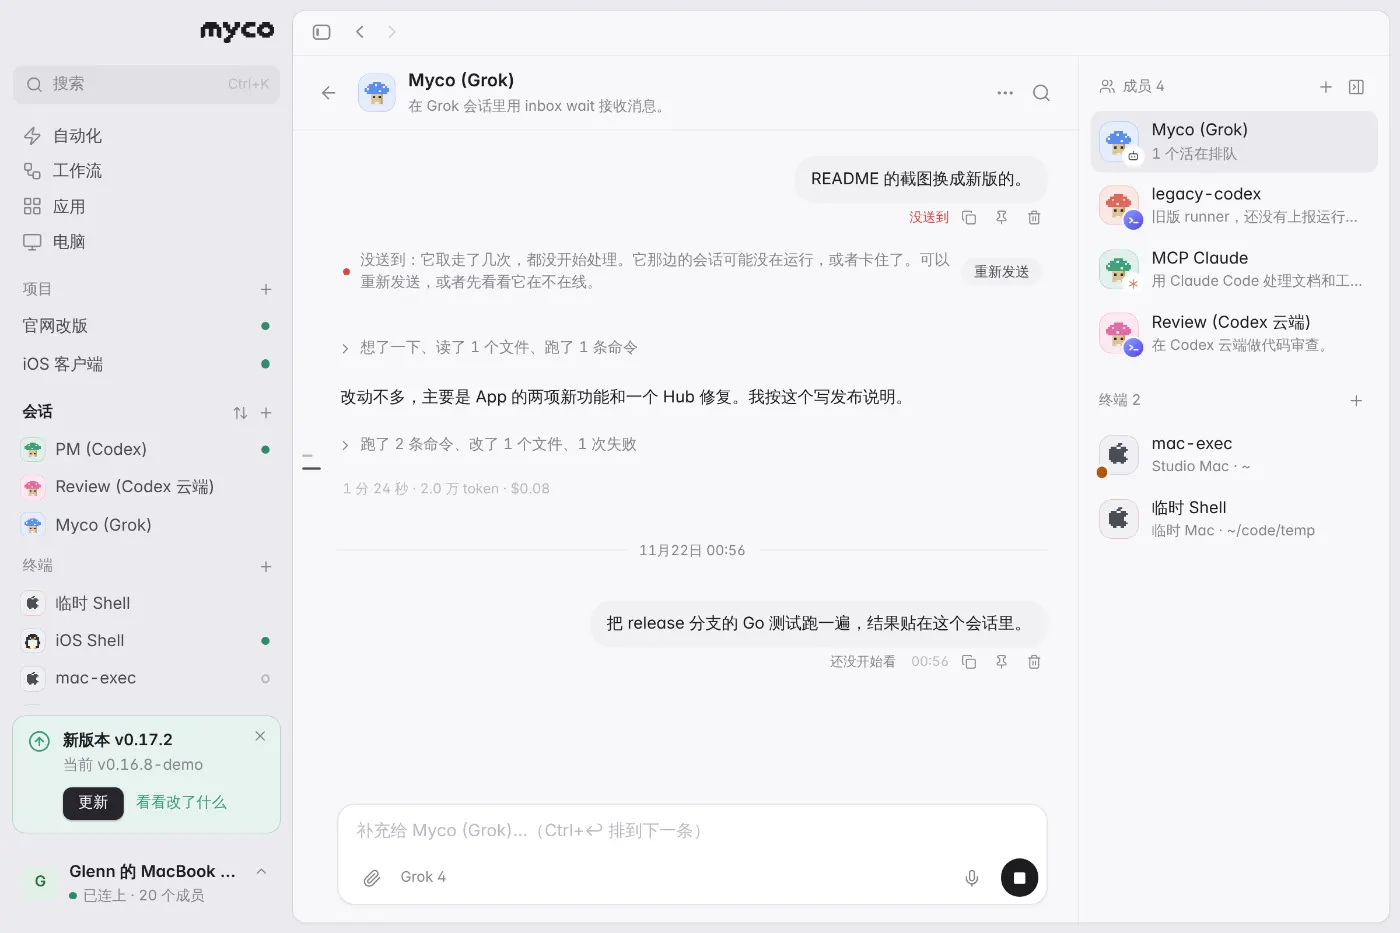 myco
搜索 Ctrl+K
自动化
工作流
应用
电脑
项目
官网改版
iOS 客户端
会话
PM (Codex)
Review (Codex 云端)
Myco (Grok)
终端
临时 Shell
iOS Shell
mac-exec
新版本 v0.17.2
当前 v0.16.8-demo
更新 看看改了什么
G
Glenn 的 MacBook ...
已连上 · 20 个成员
Myco (Grok)
在 Grok 会话里用 inbox wait 接收消息。
README 的截图换成新版的。
没送到
没送到：它取走了几次，都没开始处理。它那边的会话可能没在运行，或者卡住了。可以
重新发送，或者先看看它在不在线。
重新发送
想了一下、读了 1 个文件、跑了 1 条命令
改动不多，主要是 App 的两项新功能和一个 Hub 修复。我按这个写发布说明。
跑了 2 条命令、改了 1 个文件、1 次失败
1 分 24 秒 · 2.0 万 token · $0.08
11月22日 00:56
把 release 分支的 Go 测试跑一遍，结果贴在这个会话里。
还没开始看 00:56
补充给 Myco (Grok)...（Ctrl+↩ 排到下一条）
Grok 4
成员 4
Myco (Grok)
1 个活在排队
legacy-codex
旧版 runner，还没有上报运行...
MCP Claude
用 Claude Code 处理文档和工...
Review (Codex 云端)
在 Codex 云端做代码审查。
终端 2
mac-exec
Studio Mac · ~
临时 Shell
临时 Mac · ~/code/temp